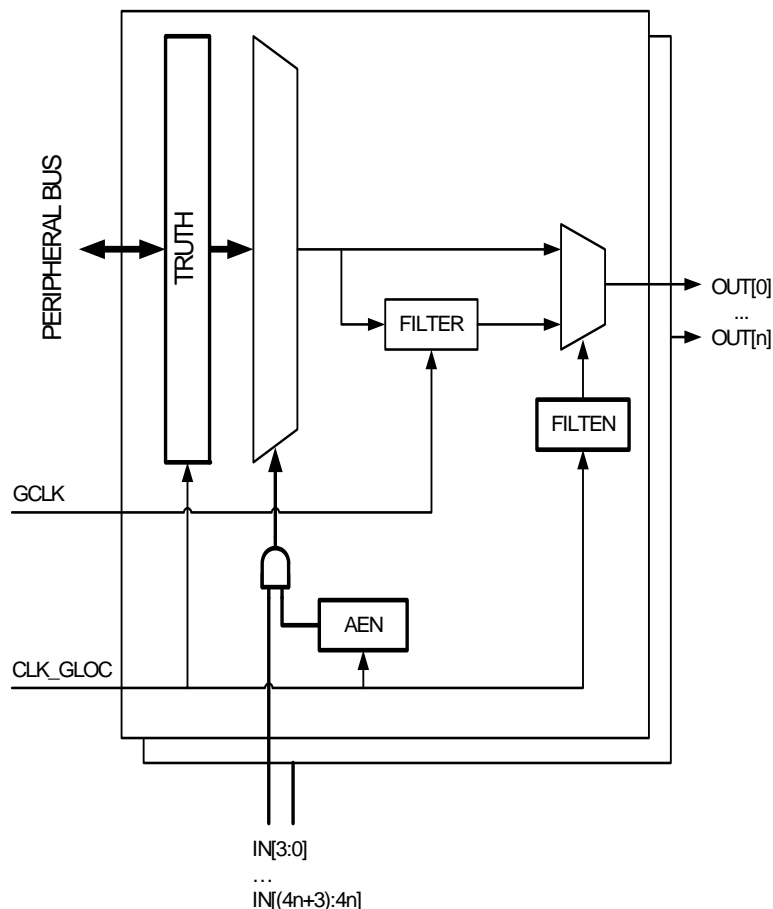 PERIPHERAL BUS
TRUTH
FILTER
OUT[0]
...
OUT[n]
FILTEN
GCLK
AEN
CLK_GLOC
IN[3:0]
...
IN[(4n+3):4n]